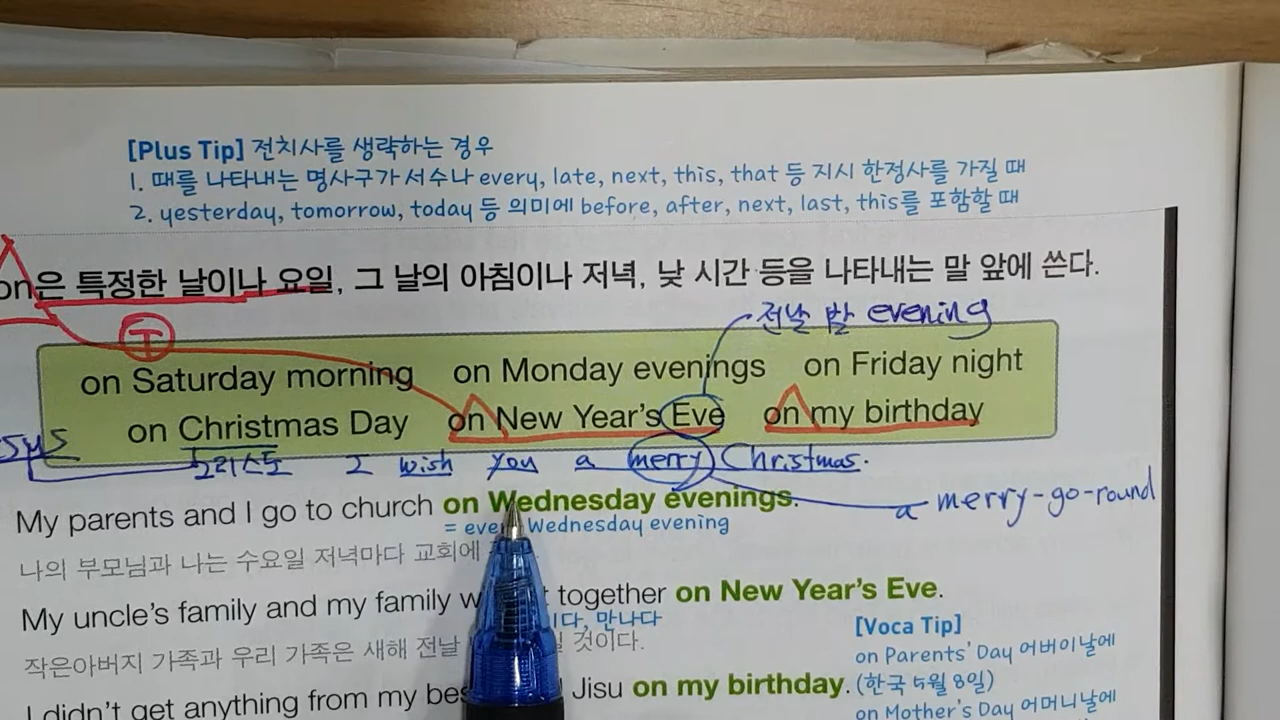 [Plus Tip] 전치사를 생략하는 경우
1. 때를 나타내는 명사구가 서수나 every, late, next, this, that 등 지시 한정사를 가질 때
2. yesterday, tomorrow, today 등 의미에 before, after, next, last, this를 포함할 때
on은 특정한 날이나 요일, 그 날의 아침이나 저녁, 낮 시간 등을 나타내는 말 앞에 쓴다.
전날 밤 evening
T
on Saturday morning on Monday evenings on Friday night
on Christmas Day on New Year's Eve on my birthday
그리스도 I wish you a merry Christmas.
a merry-go-round
My parents and I go to church on Wednesday evenings.
= Wednesday evening
나의 부모님과 나는 수요일 저녁마다 교회에
My uncle's family and my family together on New Year's Eve.
만나다
작은아버지 가족과 우리 가족은 새해 전날 것이다.
[Voca Tip]
on Parents' Day 어버이날에
(한국 5월 8일)
I didn't get anything from my Jisu on my birthday.
on Mother's Day 어머니날에